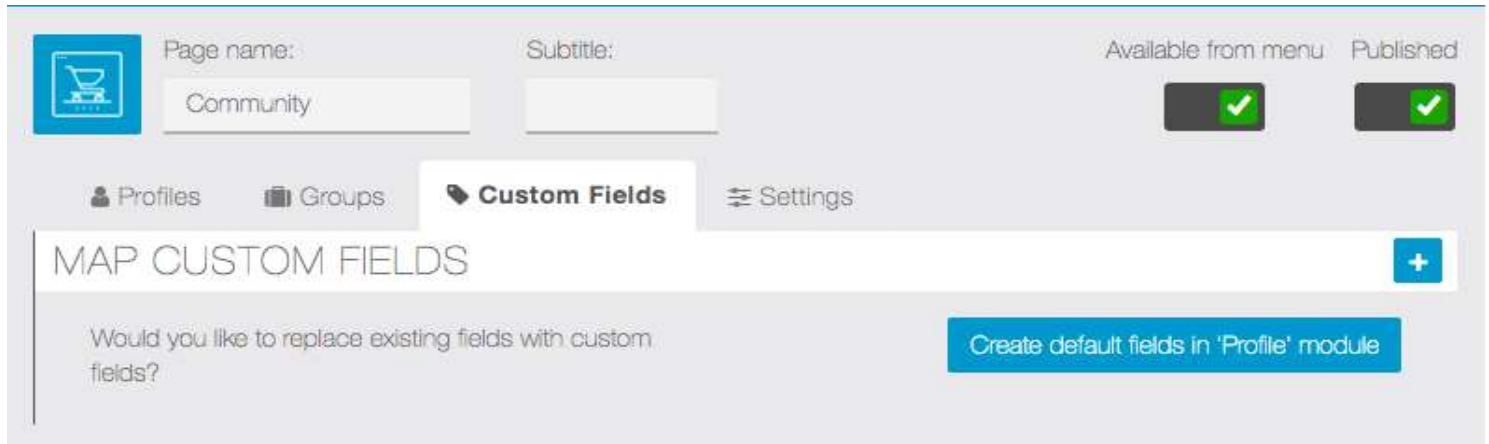 Page name: Subtitle: Available from menu Published
Community
Profiles Groups Custom Fields Settings
MAP CUSTOM FIELDS
Would you like to replace existing fields with custom
fields?
Create default fields in 'Profile' module